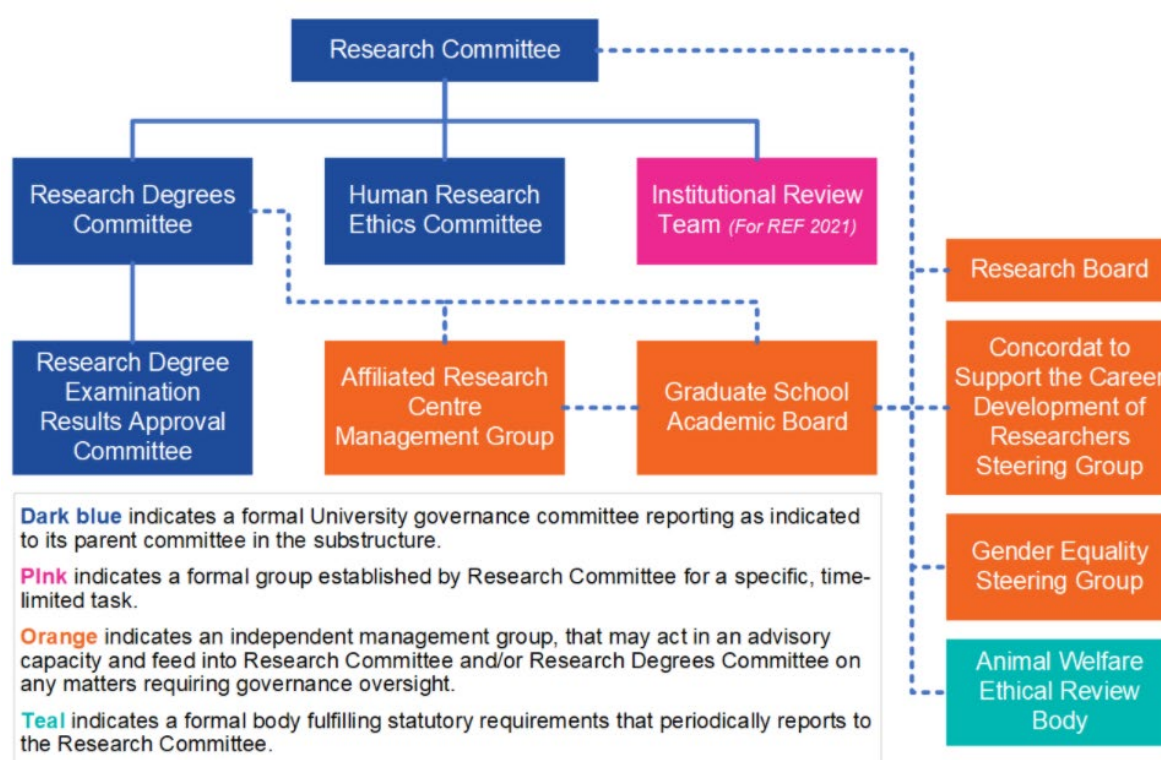 Research Committee
Research Degrees
Committee
Human Research
Ethics Committee
Institutional Review
Team (For REF 2021)
Research Board
Research Degree
Examination
Results Approval
Committee
Affiliated Research
Centre
Management Group
Graduate School
Academic Board
Concordat to
Support the Career
Development of
Researchers
Steering Group
Gender Equality
Steering Group
Animal Welfare
Ethical Review
Body
Dark blue indicates a formal University governance committee reporting as indicated
to its parent committee in the substructure.
PInk indicates a formal group established by Research Committee for a specific, time-
limited task.
Orange indicates an independent management group, that may act in an advisory
capacity and feed into Research Committee and/or Research Degrees Committee on
any matters requiring governance oversight.
Teal indicates a formal body fulfilling statutory requirements that periodically reports to
the Research Committee.